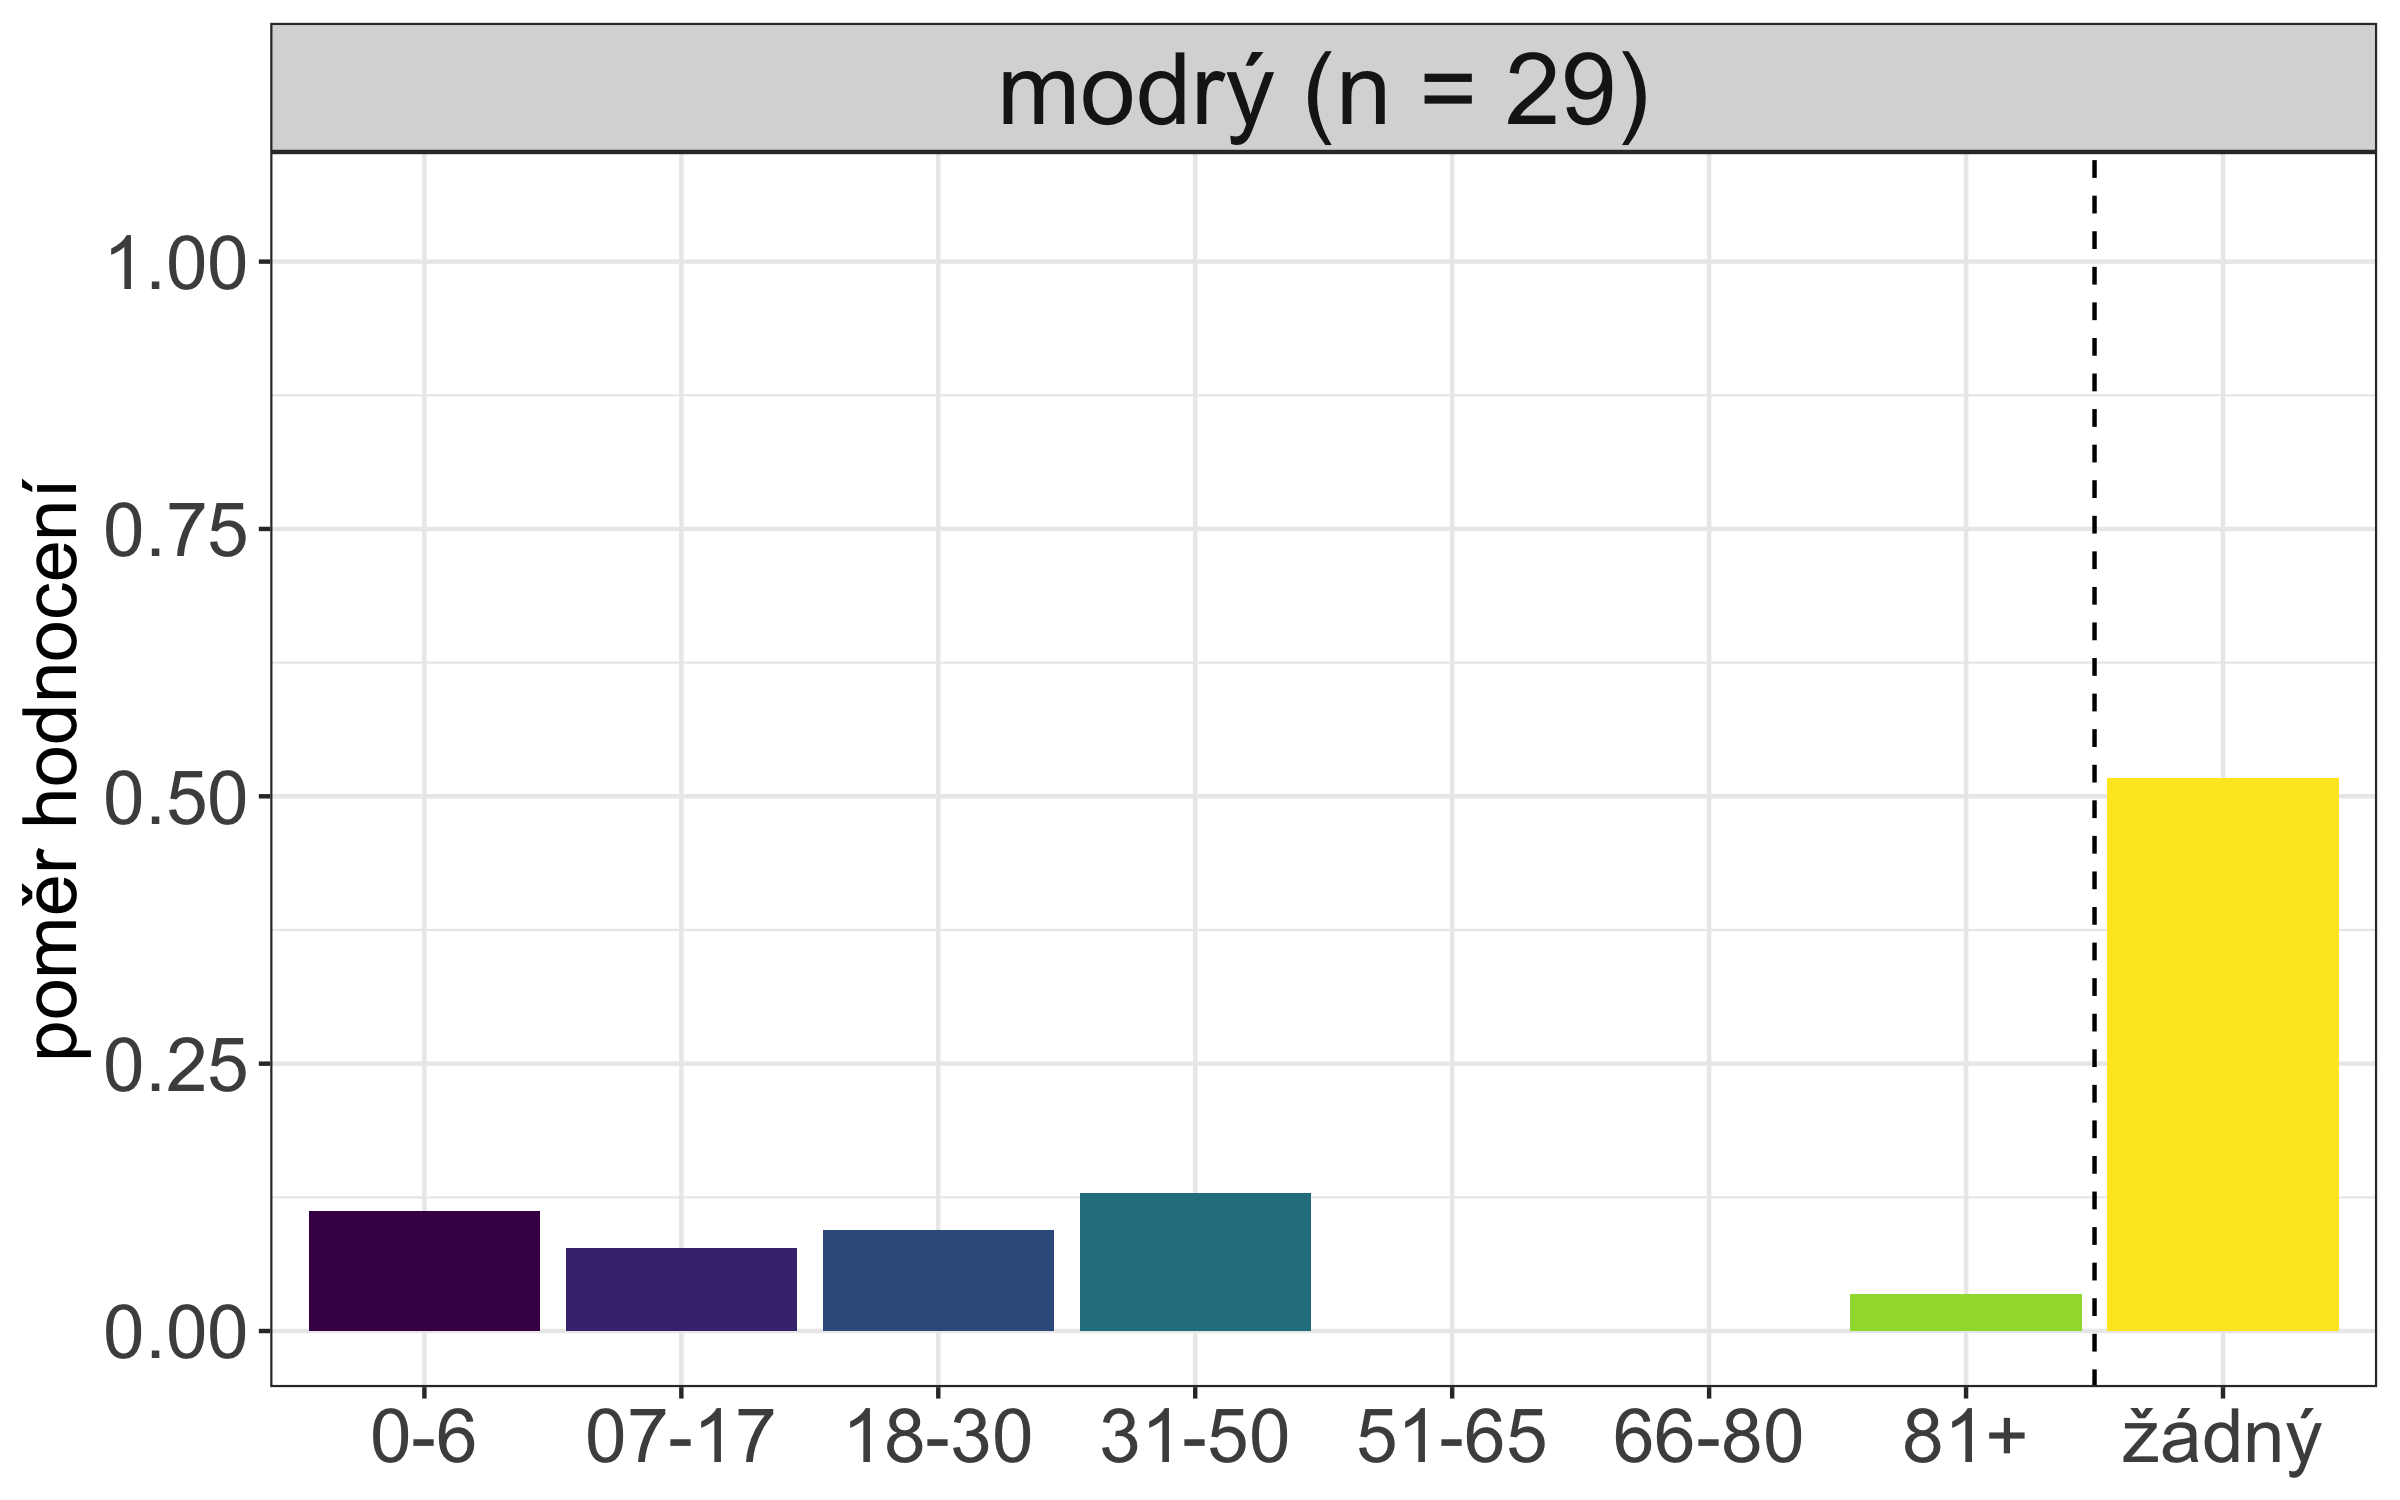 modrý (n = 29)
poměr hodnocení
1.00
0.75
0.50
0.25
0.00
0-6 07-17 18-30 31-50 51-65 66-80 81+ žádný